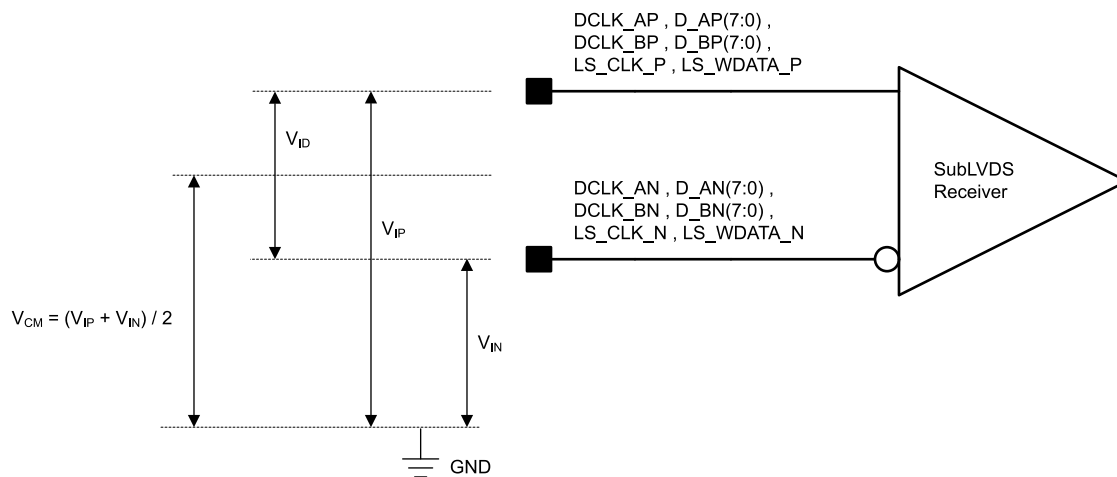 DCLK_AP , D_AP(7:0) ,
DCLK_BP , D_BP(7:0) ,
LS_CLK_P , LS_WDATA_P
V_ID
SubLVDS
Receiver
DCLK_AN , D_AN(7:0) ,
DCLK_BN , D_BN(7:0) ,
LS_CLK_N , LS_WDATA_N
V_IP
V_CM = (V_IP + V_IN) / 2
V_IN
GND